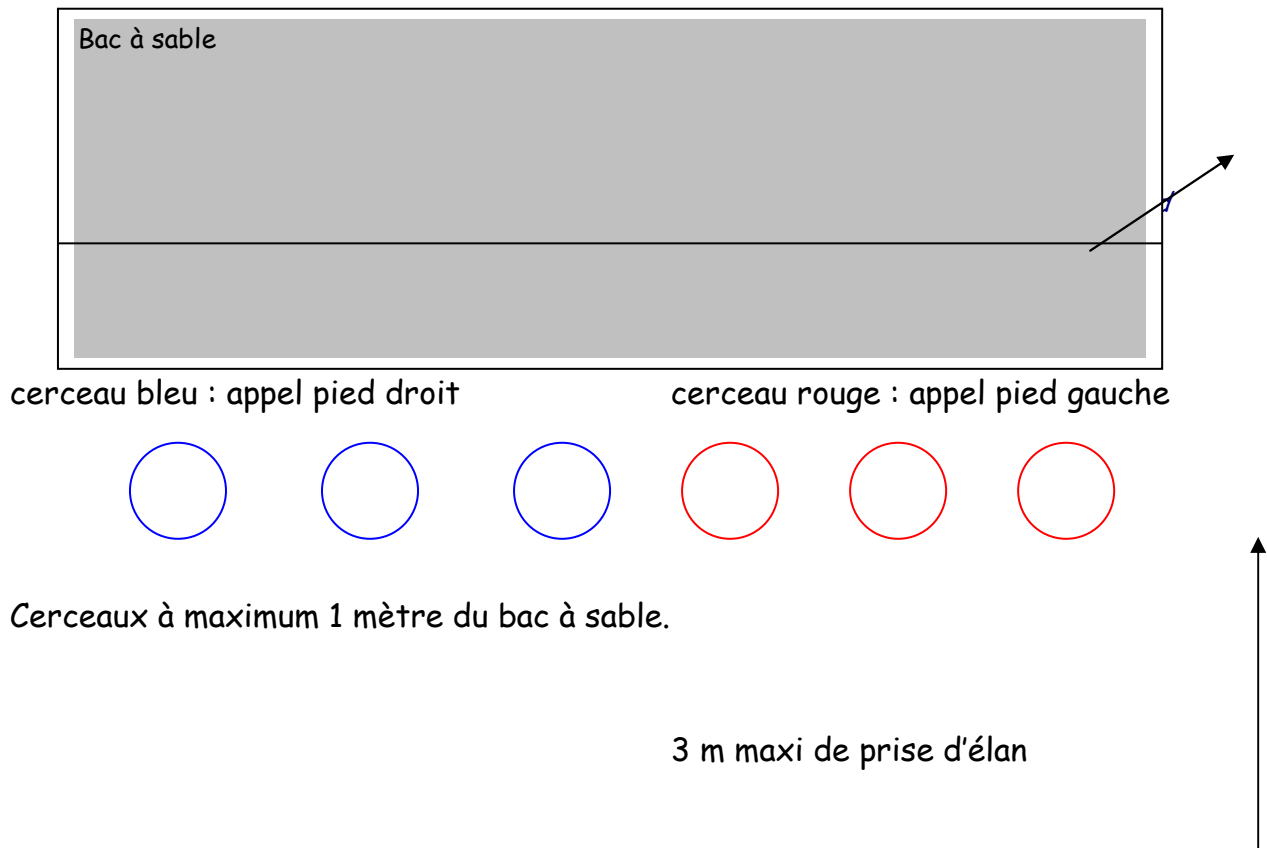 Bac à sable
cerceau bleu : appel pied droit
cerceau rouge : appel pied gauche
Cerceaux à maximum 1 mètre du bac à sable.
3 m maxi de prise d’élan